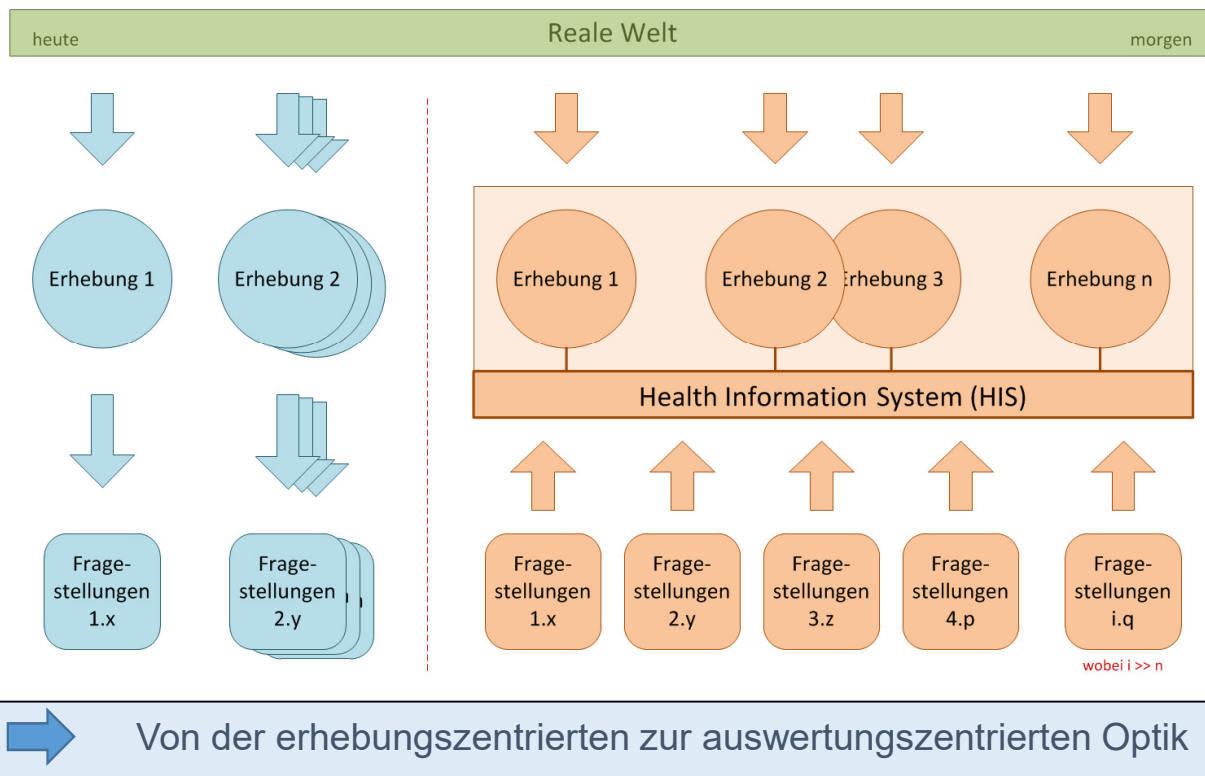 heute
Reale Welt
morgen
Erhebung 1
Erhebung 2
Erhebung 1
Erhebung 2
Erhebung 3
Erhebung n
Health Information System (HIS)
Frage-
stellungen
1.x
Frage-
stellungen
2.y
Frage-
stellungen
1.x
Frage-
stellungen
2.y
Frage-
stellungen
3.z
Frage-
stellungen
4.p
Frage-
stellungen
i.q
wobei i >> n
Von der erhebungszentrierten zur auswertungszentrierten Optik